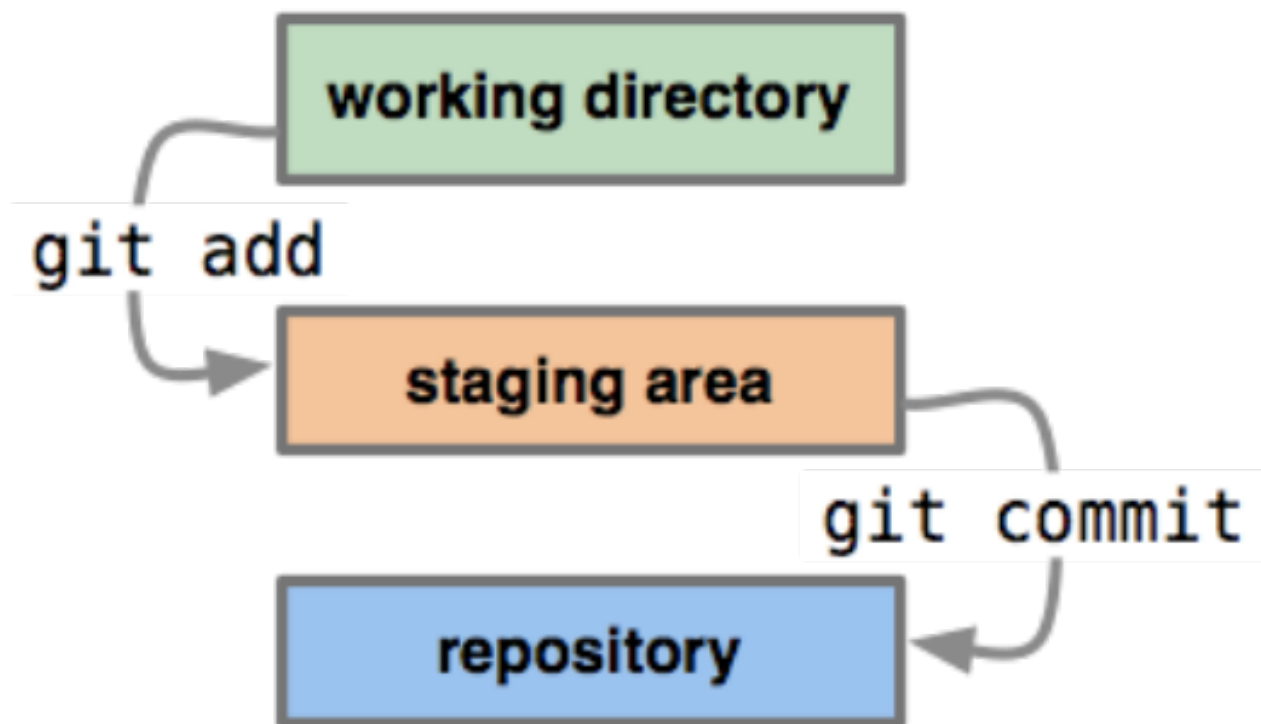 working directory
git add
staging area
git commit
repository